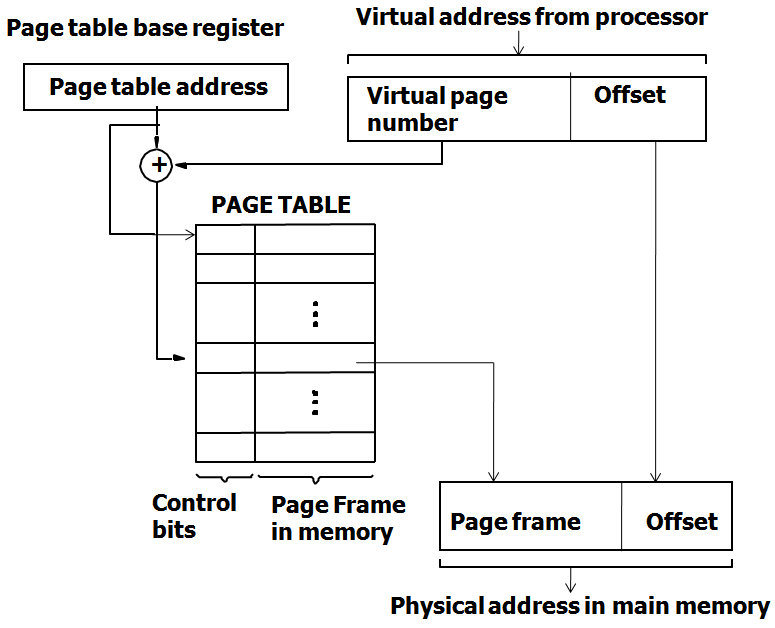 Page table base register
Virtual address from processor
Page table address
Virtual page
number
Offset
+
PAGE TABLE
Control
bits
Page Frame
in memory
Page frame
Offset
Physical address in main memory